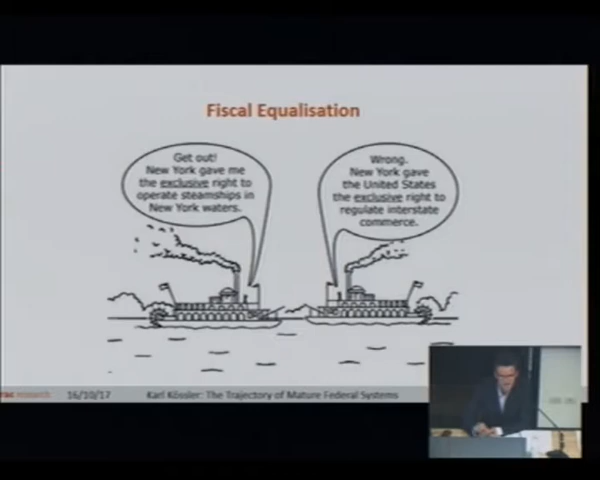 Fiscal Equalisation
Get out!
New York gave me
the exclusive right to
operate steamships in
New York waters.
Wrong.
New York gave
the United States
the exclusive right to
regulate interstate
commerce.
research 16/10/17 Karl Kössler: The Trajectory of Mature Federal Systems